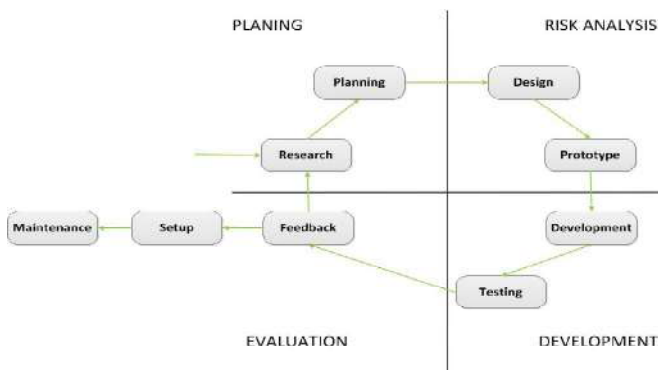 PLANING
RISK ANALYSIS
Planning
Design
Research
Prototype
Maintenance
Setup
Feedback
Development
Testing
EVALUATION
DEVELOPMENT